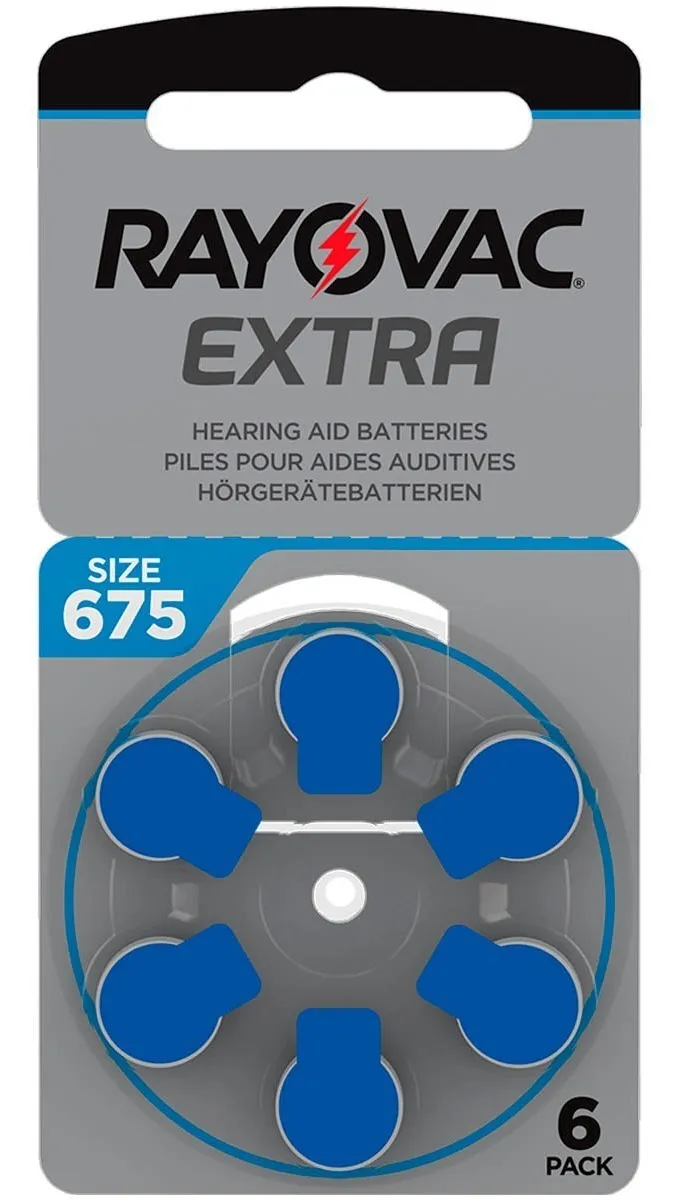 RAYOVAC®
EXTRA
HEARING AID BATTERIES
PILES POUR AIDES AUDITIVES
HÖRGERÄTEBATTERIEN
SIZE
675
6
PACK